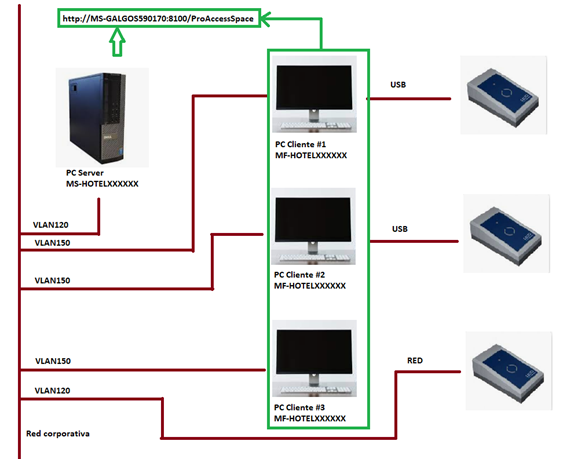 http://MS-GALGOS590170:8100/ProAccessSpace
USB
PC Cliente #1
MF-HOTELXXXXXX
PC Server
MS-HOTELXXXXXX
VLAN120
VLAN150
USB
VLAN150
PC Cliente #2
MF-HOTELXXXXXX
VLAN150
RED
VLAN120
PC Cliente #3
MF-HOTELXXXXXX
Red corporativa